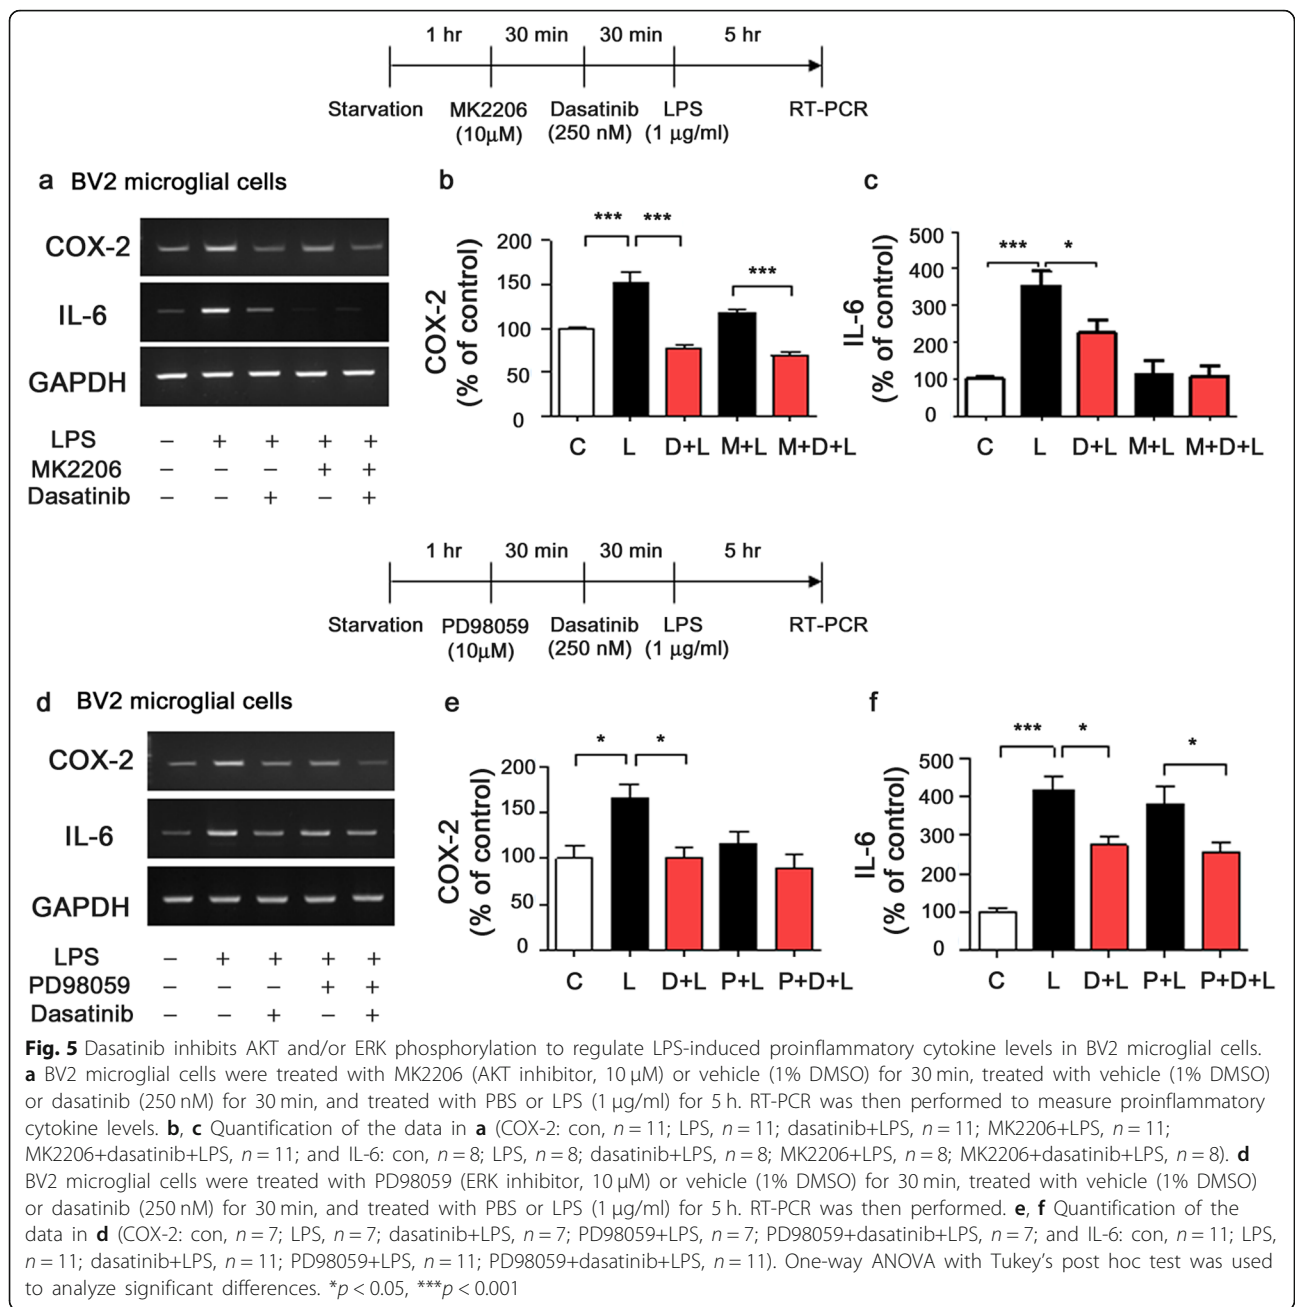 1 hr 30 min 30 min 5 hr
Starvation MK2206 Dasatinib LPS RT-PCR
(10µM) (250 nM) (1 µg/ml)
a BV2 microglial cells
COX-2
IL-6
GAPDH
LPS – + + + +
MK2206 – – – + +
Dasatinib – – + – +
b
COX-2
(% of control)
200
150
100
50
0
*** ***
***
C L D+L M+L M+D+L
c
IL-6
(% of control)
500
400
300
200
100
0
*** *
C L D+L M+L M+D+L
1 hr 30 min 30 min 5 hr
Starvation PD98059 Dasatinib LPS RT-PCR
(10µM) (250 nM) (1 µg/ml)
d BV2 microglial cells
COX-2
IL-6
GAPDH
LPS – + + + +
PD98059 – – – + +
Dasatinib – – + – +
e
COX-2
(% of control)
200
150
100
50
0
* *
C L D+L P+L P+D+L
f
IL-6
(% of control)
500
400
300
200
100
0
*** *
*
C L D+L P+L P+D+L
Fig. 5 Dasatinib inhibits AKT and/or ERK phosphorylation to regulate LPS-induced proinflammatory cytokine levels in BV2 microglial cells.
a BV2 microglial cells were treated with MK2206 (AKT inhibitor, 10 µM) or vehicle (1% DMSO) for 30 min, treated with vehicle (1% DMSO)
or dasatinib (250 nM) for 30 min, and treated with PBS or LPS (1 µg/ml) for 5 h. RT-PCR was then performed to measure proinflammatory
cytokine levels. b, c Quantification of the data in a (COX-2: con, n = 11; LPS, n = 11; dasatinib+LPS, n = 11; MK2206+LPS, n = 11;
MK2206+dasatinib+LPS, n = 11; and IL-6: con, n = 8; LPS, n = 8; dasatinib+LPS, n = 8; MK2206+LPS, n = 8; MK2206+dasatinib+LPS, n = 8). d
BV2 microglial cells were treated with PD98059 (ERK inhibitor, 10 µM) or vehicle (1% DMSO) for 30 min, treated with vehicle (1% DMSO)
or dasatinib (250 nM) for 30 min, and treated with PBS or LPS (1 µg/ml) for 5 h. RT-PCR was then performed. e, f Quantification of the
data in d (COX-2: con, n = 7; LPS, n = 7; dasatinib+LPS, n = 7; PD98059+LPS, n = 7; PD98059+dasatinib+LPS, n = 7; and IL-6: con, n = 11; LPS,
n = 11; dasatinib+LPS, n = 11; PD98059+LPS, n = 11; PD98059+dasatinib+LPS, n = 11). One-way ANOVA with Tukey's post hoc test was used
to analyze significant differences. *p < 0.05, ***p < 0.001